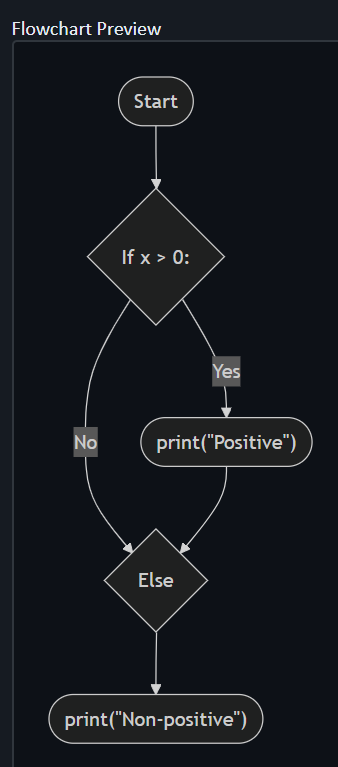 Flowchart Preview
Start
If x > 0:
Yes
No
print("Positive")
Else
print("Non-positive")